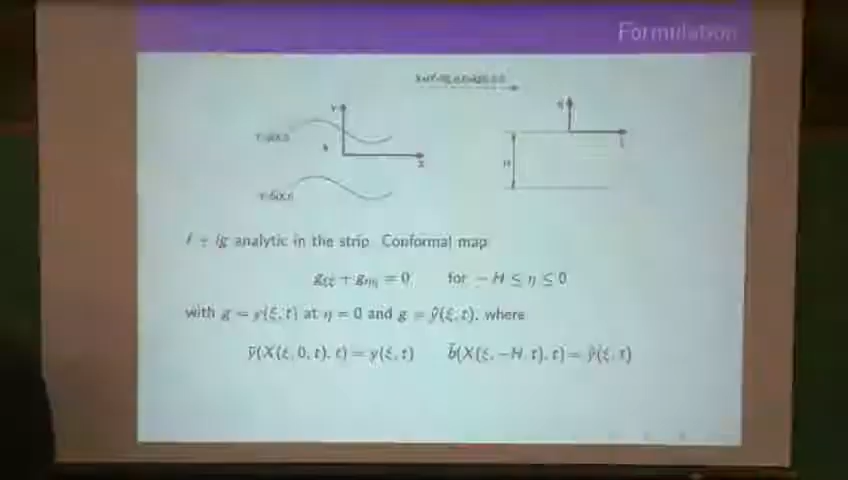 Formulation
Y
X
H
f + ig analytic in the strip. Conformal map
g_ξξ + g_ηη = 0 for − H ≤ η ≤ 0
with g = y(ξ, t) at η = 0 and g = ŷ(ξ, t), where
ȳ(X(ξ, 0, t), t) = y(ξ, t) b̄(X(ξ, −H, t), t) = ŷ(ξ, t)